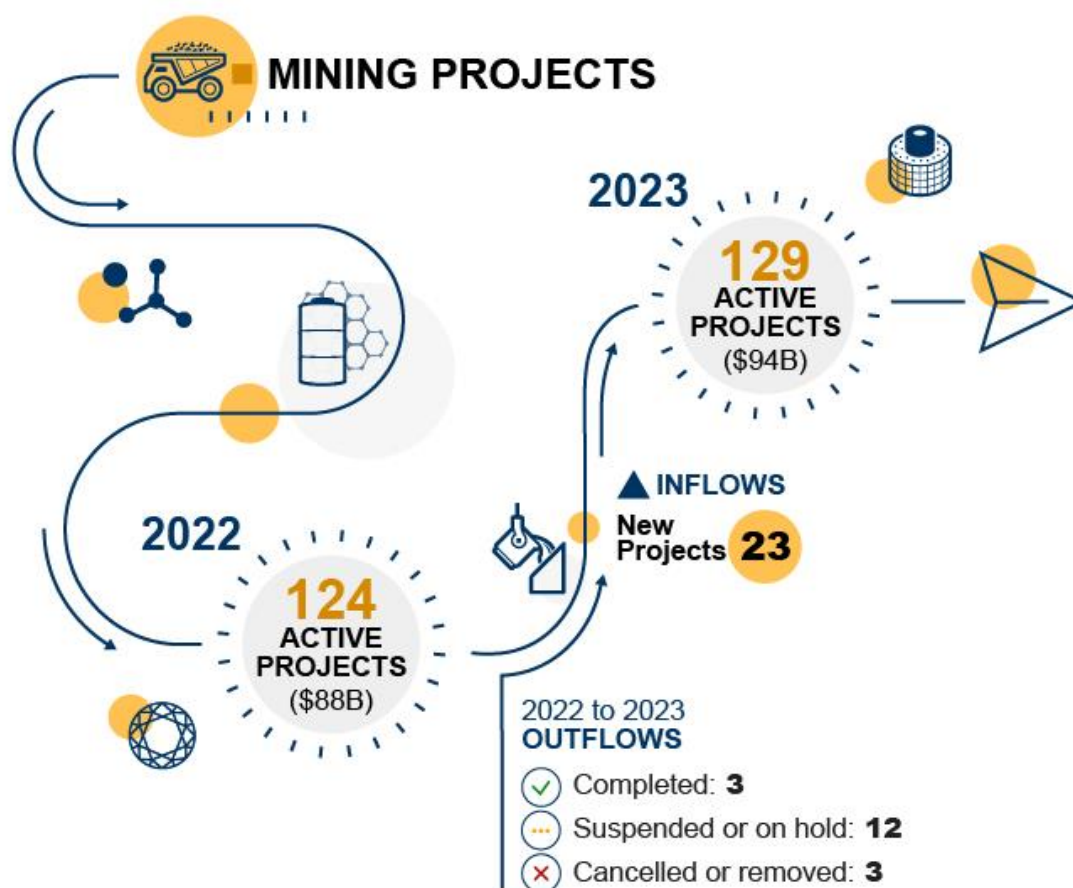 MINING PROJECTS
2023
129
ACTIVE
PROJECTS
($94B)
INFLOWS
New
Projects 23
2022
124
ACTIVE
PROJECTS
($88B)
2022 to 2023
OUTFLOWS
Completed: 3
Suspended or on hold: 12
Cancelled or removed: 3